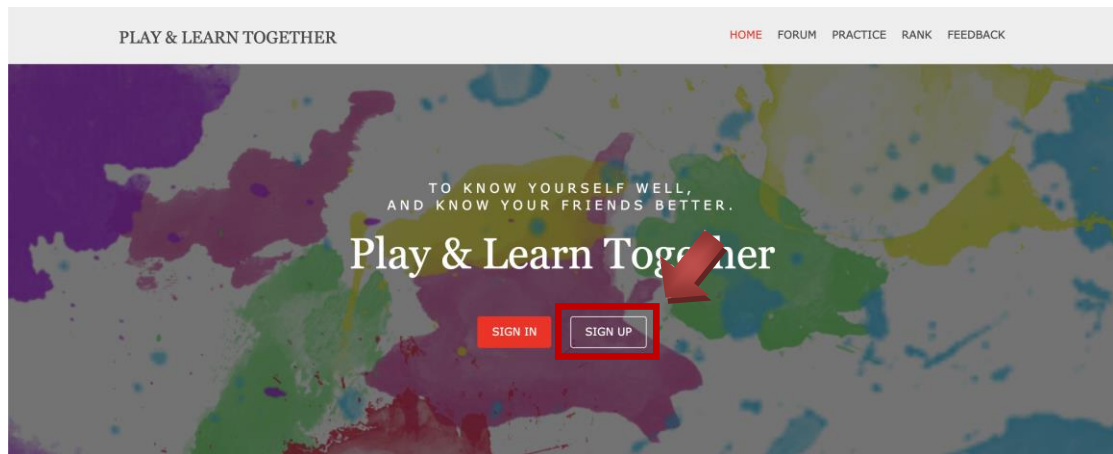 PLAY & LEARN TOGETHER
HOME FORUM PRACTICE RANK FEEDBACK
TO KNOW YOURSELF WELL,
AND KNOW YOUR FRIENDS BETTER.
Play & Learn Together
SIGN IN SIGN UP